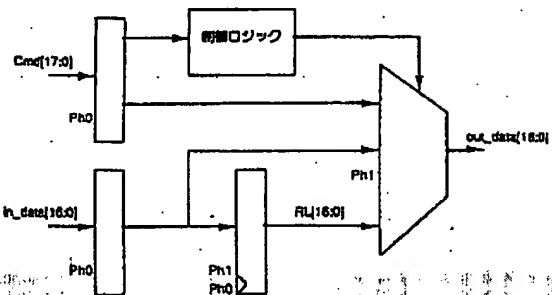 制御ロジック
Cmd[17:0]
Ph0
out_data[16:0]
Ph1
in_data[16:0]
RL[16:0]
Ph0
Ph1
Ph0